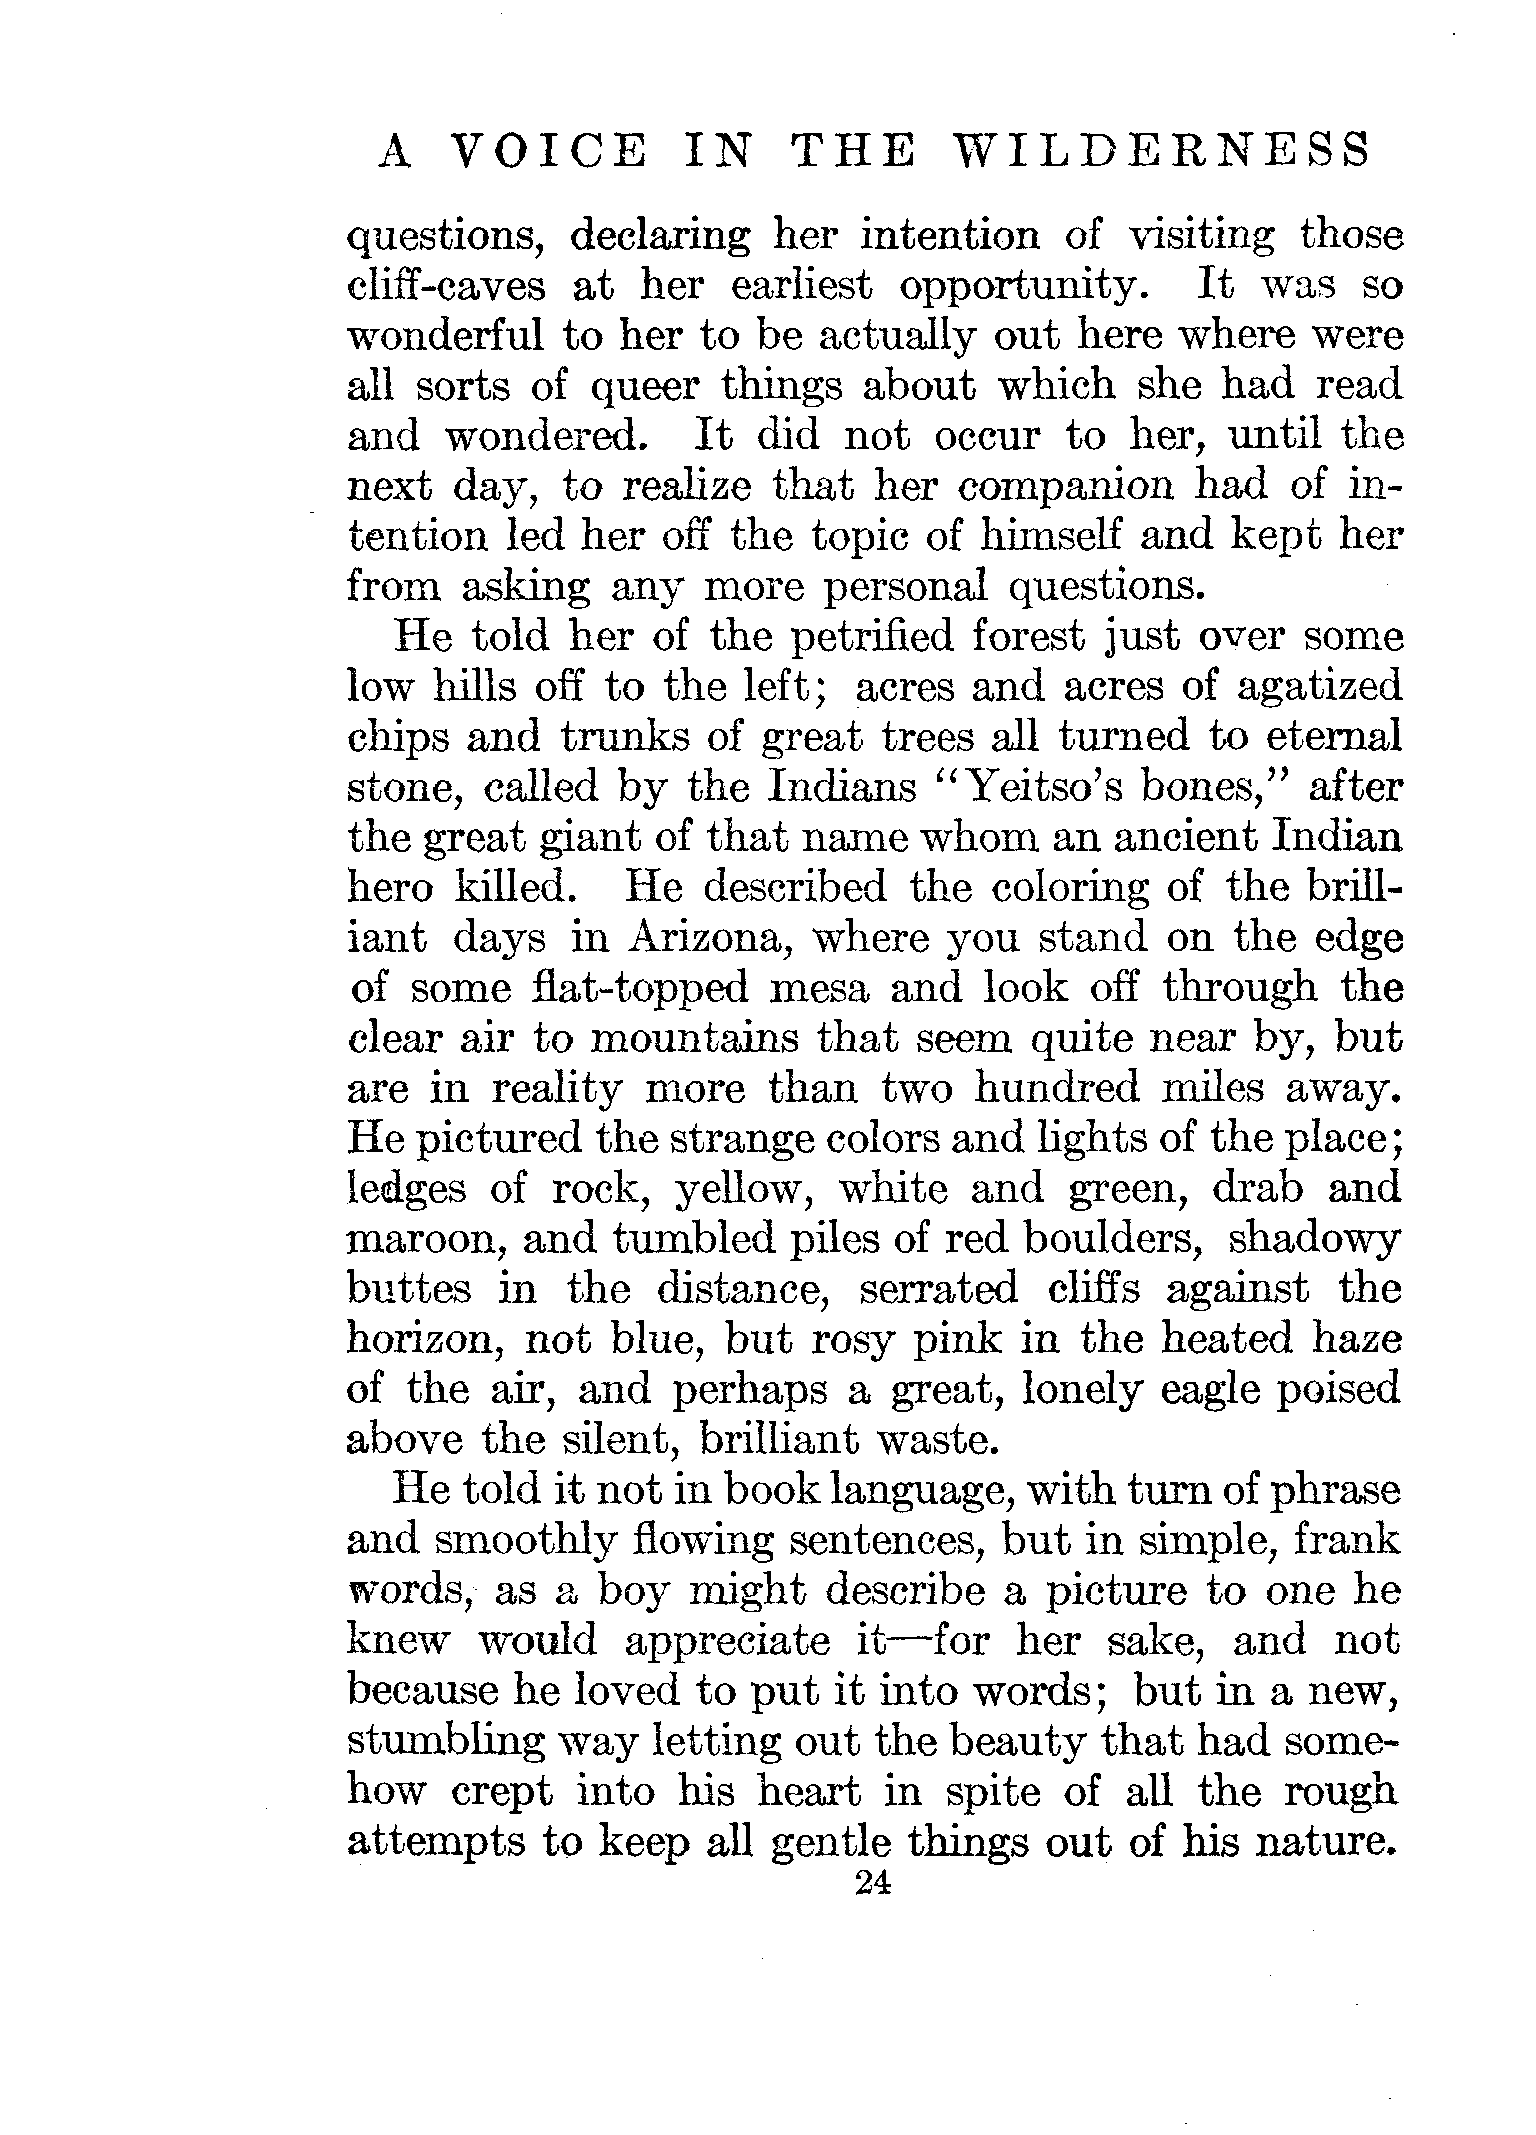 A VOICE IN THE WILDERNESS
questions, declaring her intention of visiting those
cliff-caves at her earliest opportunity. It was so
wonderful to her to be actually out here where were
all sorts of queer things about which she had read
and wondered. It did not occur to her, until the
next day, to realize that her companion had of in-
tention led her off the topic of himself and kept her
from asking any more personal questions.
He told her of the petrified forest just over some
low hills off to the left; acres and acres of agatized
chips and trunks of great trees all turned to eternal
stone, called by the Indians "Yeitso's bones," after
the great giant of that name whom an ancient Indian
hero killed. He described the coloring of the brill-
iant days in Arizona, where you stand on the edge
of some flat-topped mesa and look off through the
clear air to mountains that seem quite near by, but
are in reality more than two hundred miles away.
He pictured the strange colors and lights of the place;
ledges of rock, yellow, white and green, drab and
maroon, and tumbled piles of red boulders, shadowy
buttes in the distance, serrated cliffs against the
horizon, not blue, but rosy pink in the heated haze
of the air, and perhaps a great, lonely eagle poised
above the silent, brilliant waste.
He told it not in book language, with turn of phrase
and smoothly flowing sentences, but in simple, frank
words, as a boy might describe a picture to one he
knew would appreciate it—for her sake, and not
because he loved to put it into words; but in a new,
stumbling way letting out the beauty that had some-
how crept into his heart in spite of all the rough
attempts to keep all gentle things out of his nature.
24